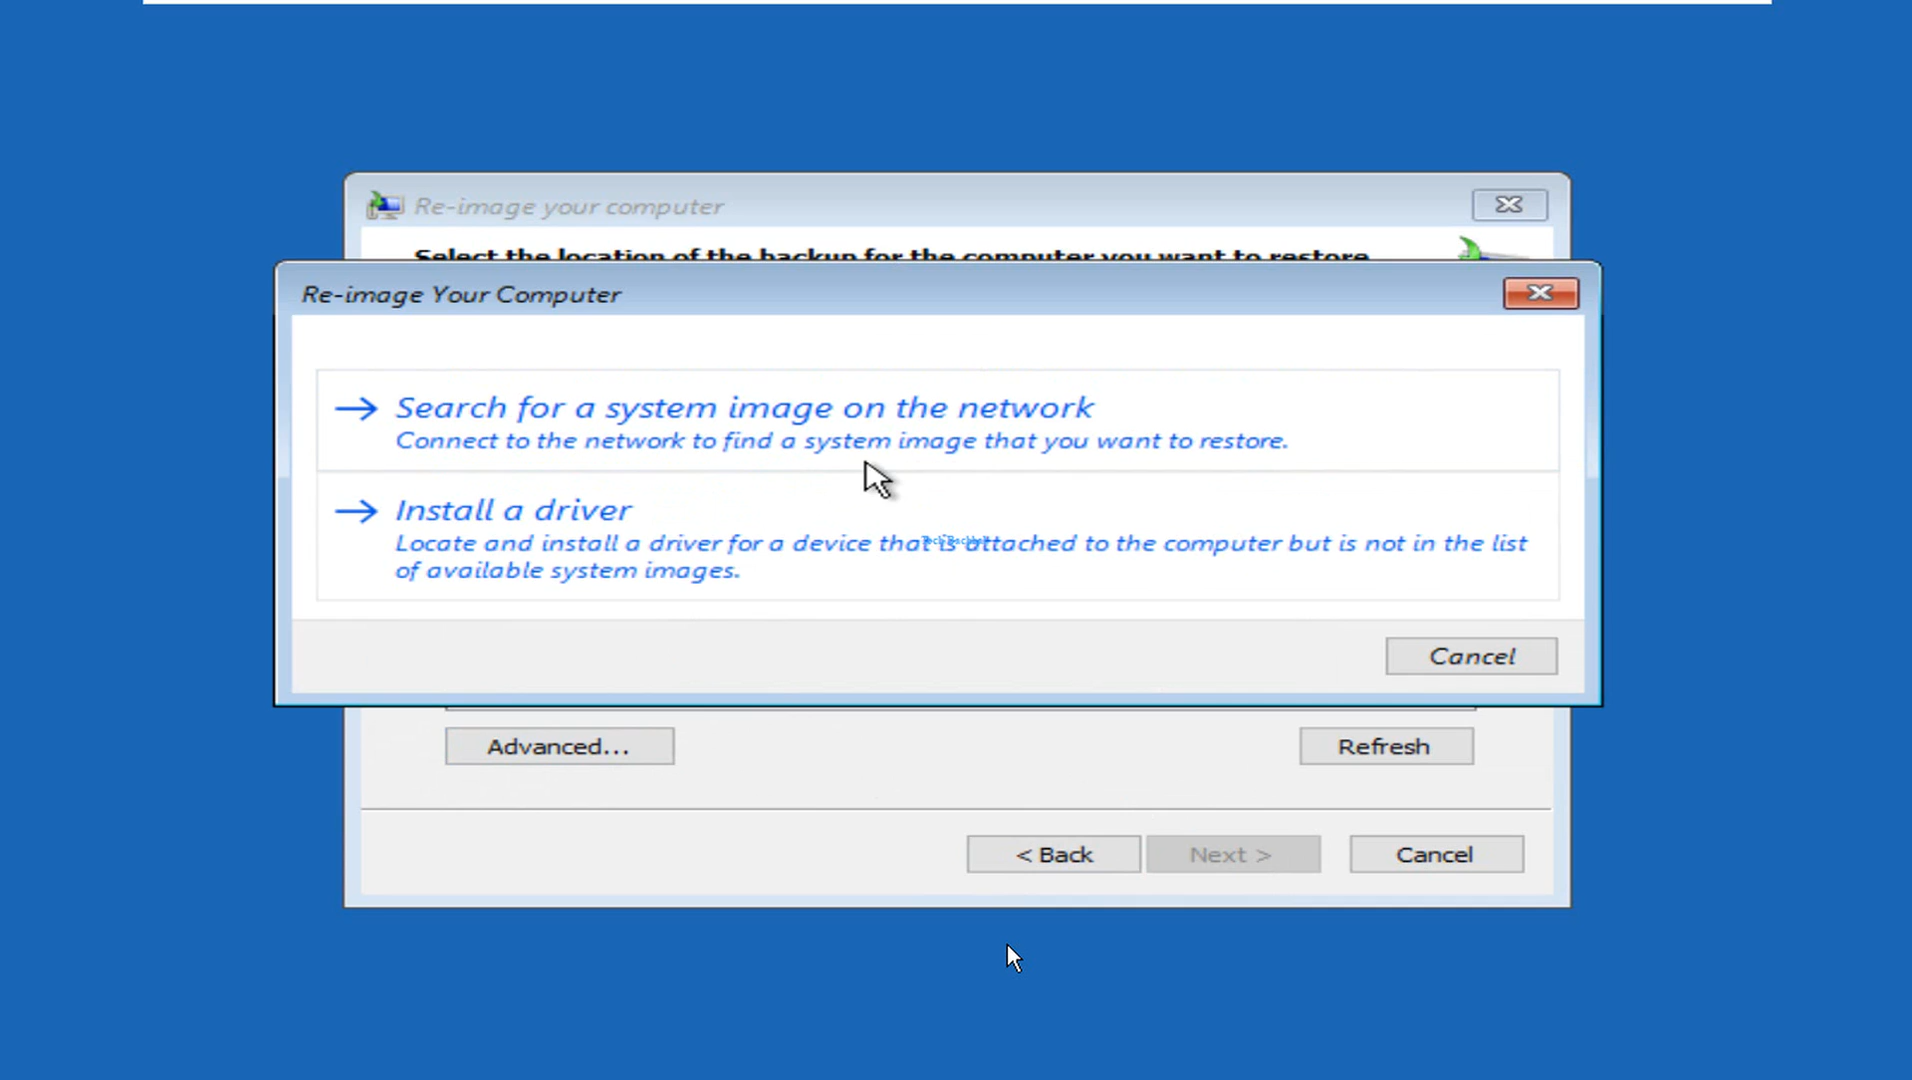 Re-image your computer
Select the location of the backup for the computer you want to restore.
Re-image Your Computer
Search for a system image on the network
Connect to the network to find a system image that you want to restore.
Install a driver
Locate and install a driver for a device that is attached to the computer but is not in the list
of available system images.
Cancel
Advanced...
Refresh
< Back
Next >
Cancel